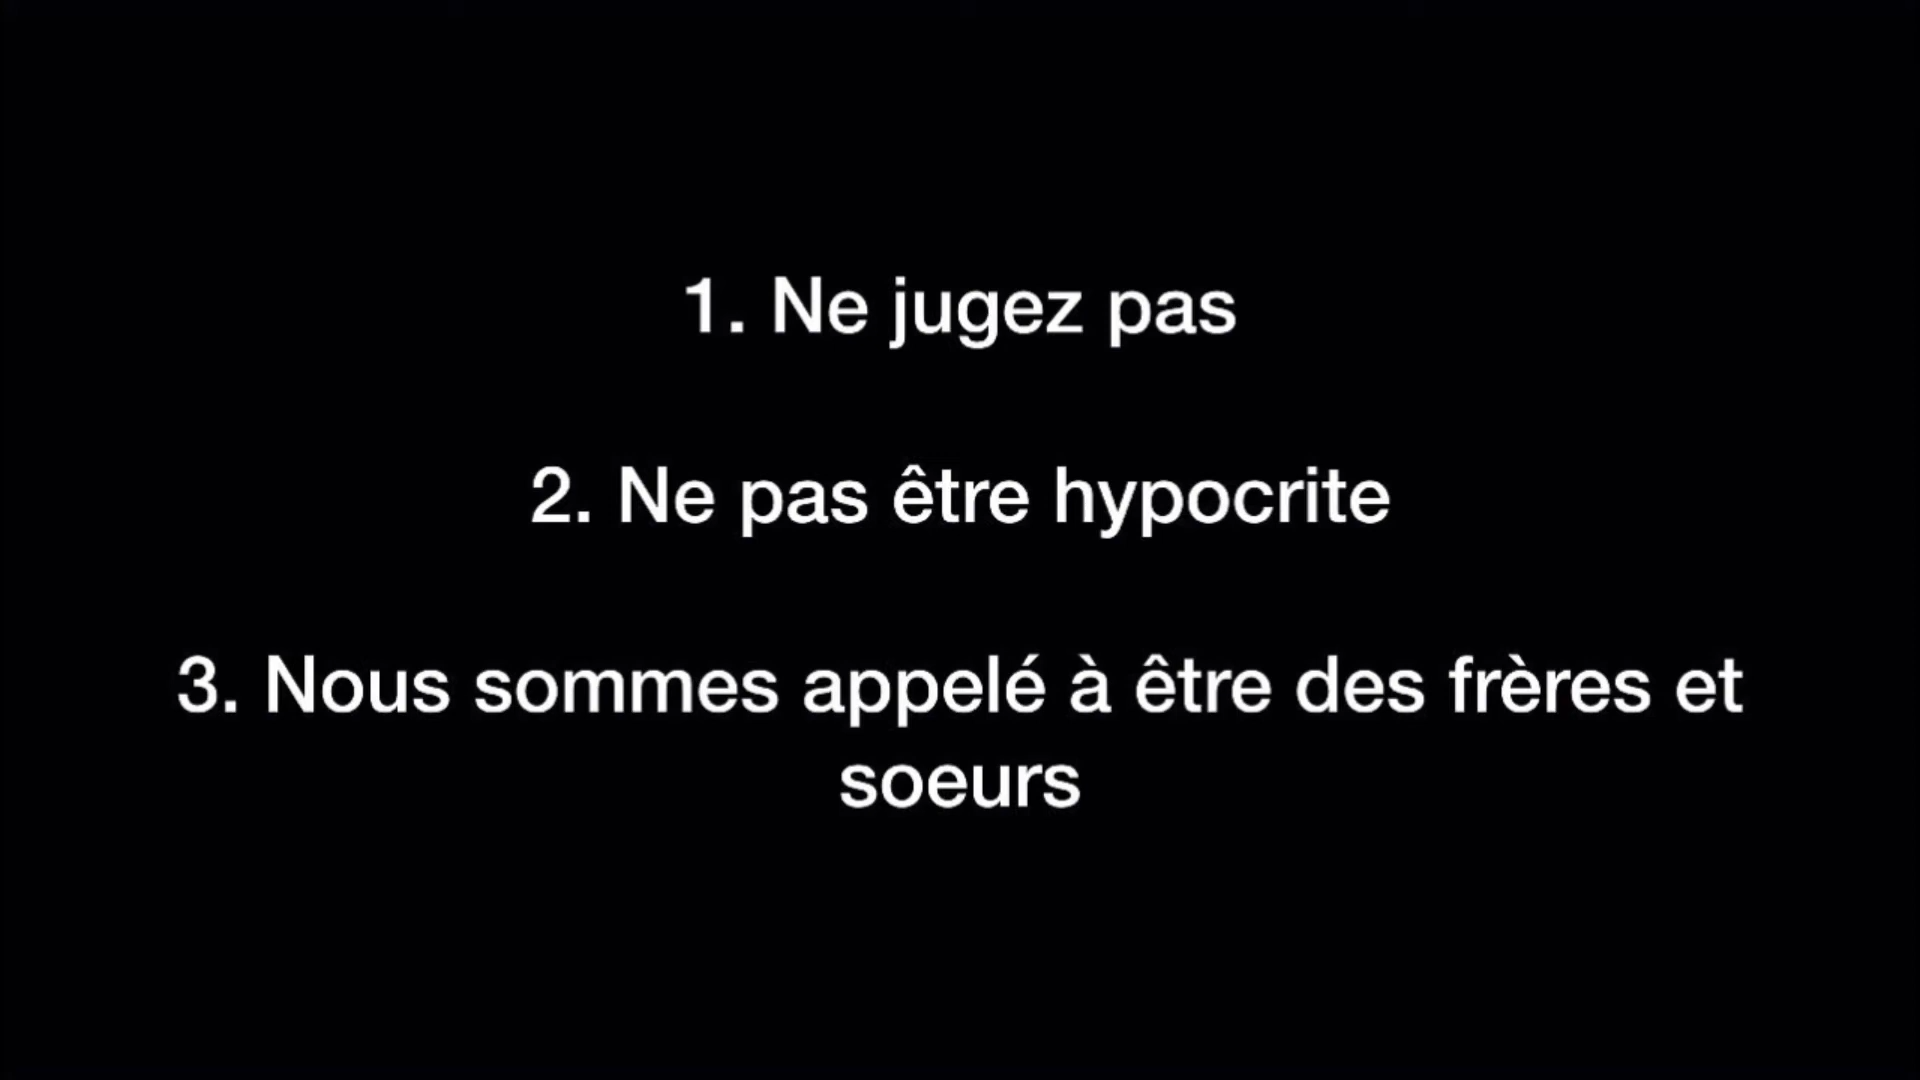 1. Ne jugez pas
2. Ne pas être hypocrite
3. Nous sommes appelé à être des frères et
soeurs